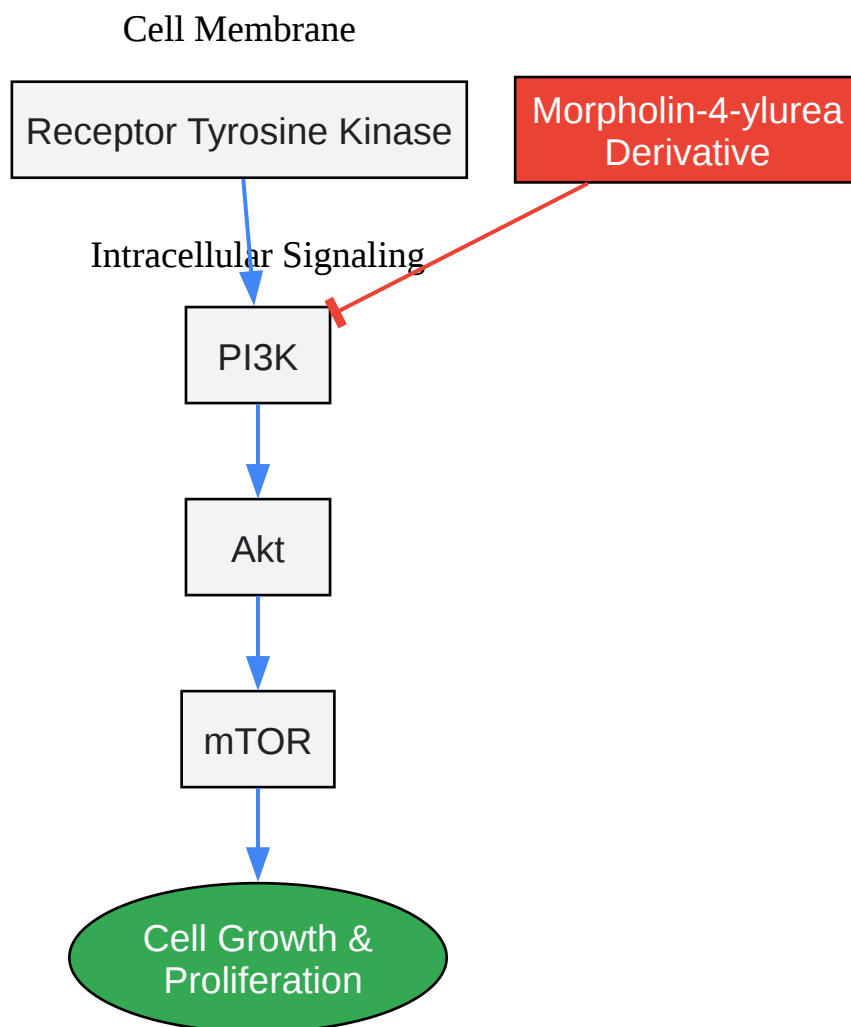 Cell Membrane
Receptor Tyrosine Kinase
Morpholin-4-ylurea
Derivative
Intracellular Signaling
PI3K
Akt
mTOR
Cell Growth &
Proliferation